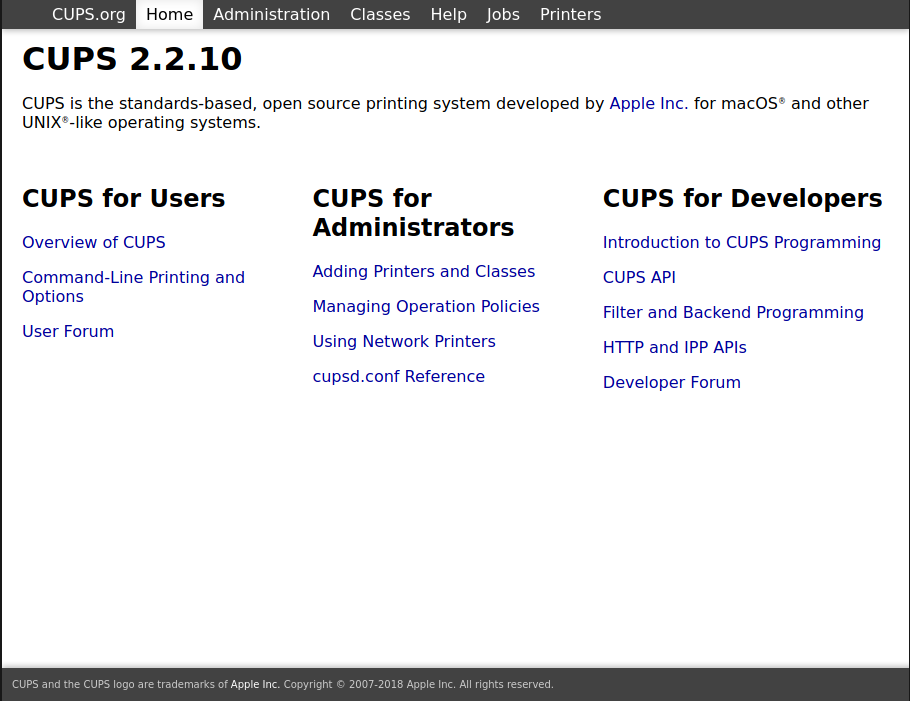 CUPS.org Home Administration Classes Help Jobs Printers
CUPS 2.2.10
CUPS is the standards-based, open source printing system developed by Apple Inc. for macOS® and other
UNIX®-like operating systems.
CUPS for Users
Overview of CUPS
Command-Line Printing and
Options
User Forum
CUPS for
Administrators
Adding Printers and Classes
Managing Operation Policies
Using Network Printers
cupsd.conf Reference
CUPS for Developers
Introduction to CUPS Programming
CUPS API
Filter and Backend Programming
HTTP and IPP APIs
Developer Forum
CUPS and the CUPS logo are trademarks of Apple Inc. Copyright © 2007-2018 Apple Inc. All rights reserved.